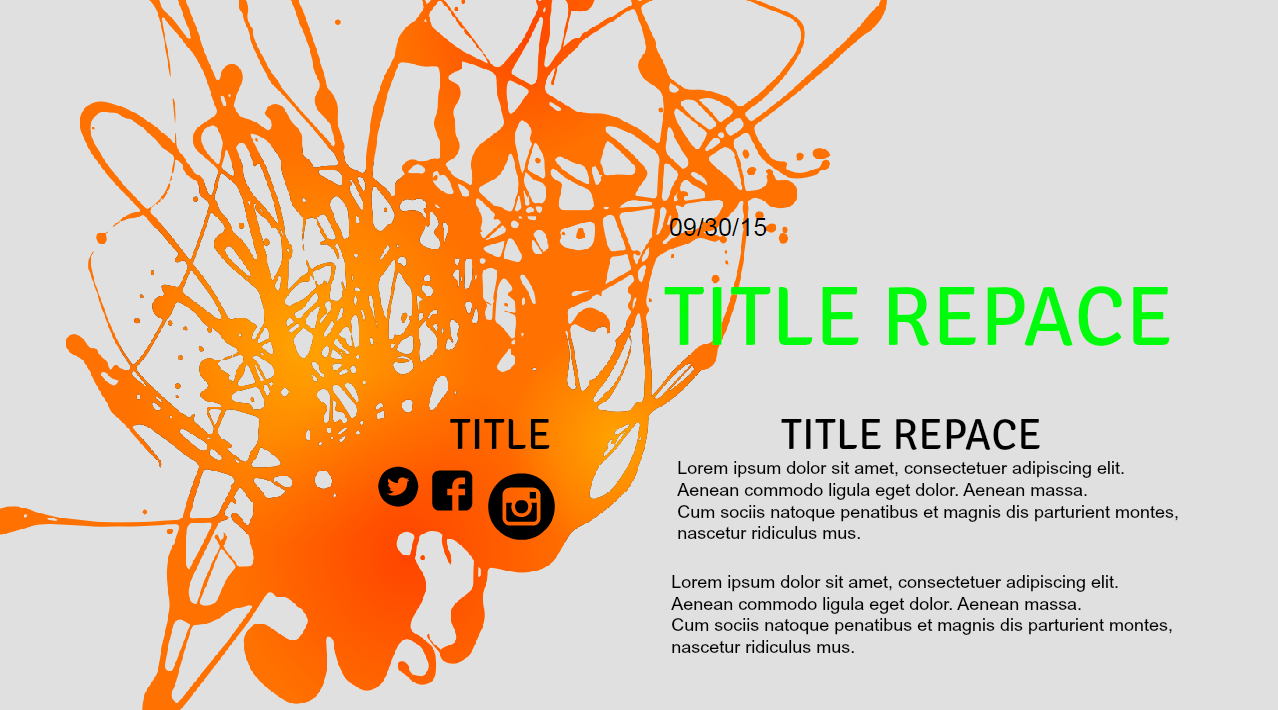 09/30/15
TITLE REPACE
TITLE
TITLE REPACE
Lorem ipsum dolor sit amet, consectetuer adipiscing elit.
Aenean commodo ligula eget dolor. Aenean massa.
Cum sociis natoque penatibus et magnis dis parturient montes,
nascetur ridiculus mus.
Lorem ipsum dolor sit amet, consectetuer adipiscing elit.
Aenean commodo ligula eget dolor. Aenean massa.
Cum sociis natoque penatibus et magnis dis parturient montes,
nascetur ridiculus mus.